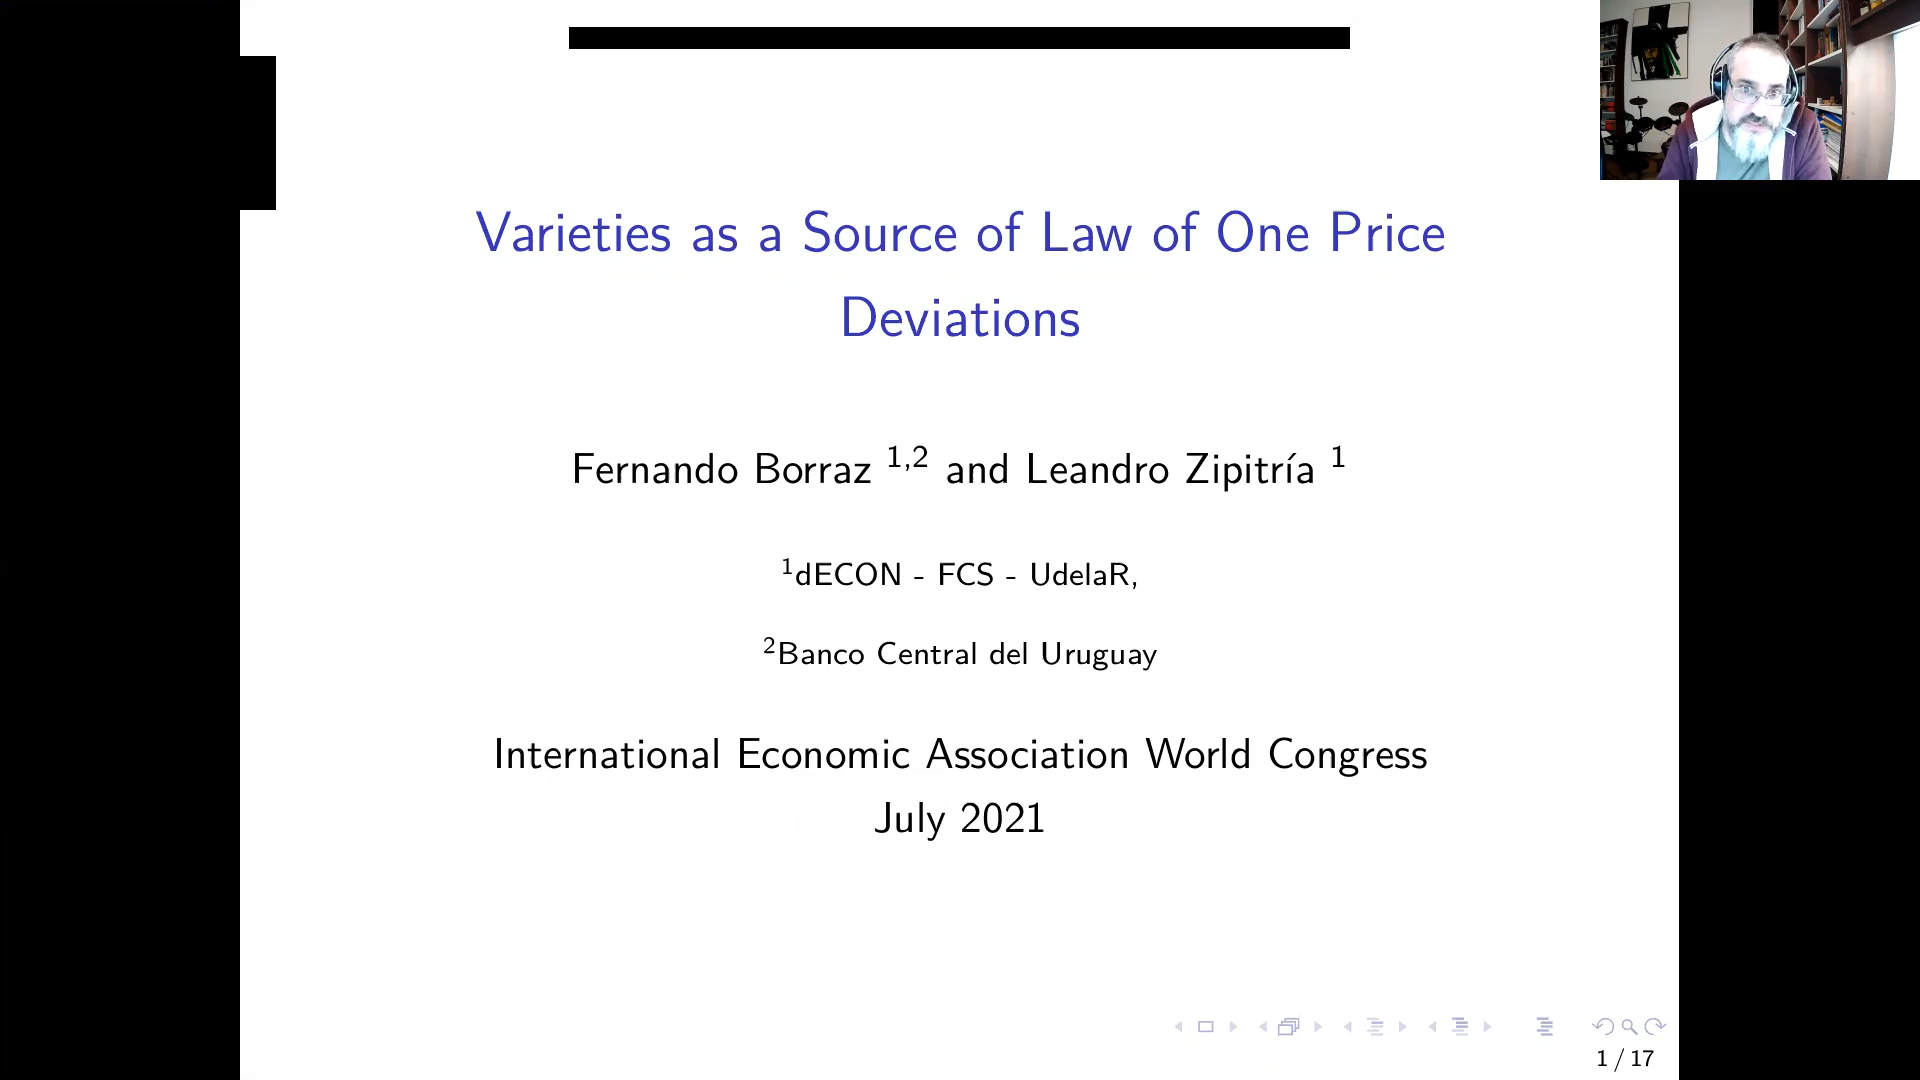 Varieties as a Source of Law of One Price
Deviations
Fernando Borraz 1,2 and Leandro Zipitría 1
1dECON - FCS - UdelaR,
2Banco Central del Uruguay
International Economic Association World Congress
July 2021
1 / 17